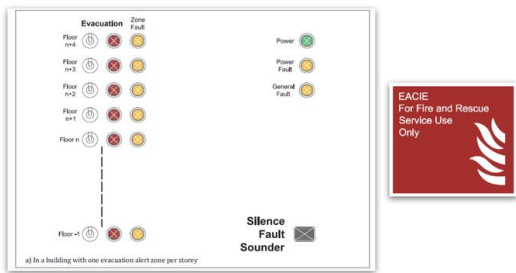 Evacuation
Zone
Fault
Floor
n+4
Floor
n+3
Floor
n+2
Floor
n+1
Floor n
Floor -1
Power
Power
Fault
General
Fault
Silence
Fault
Sounder
a) In a building with one evacuation alert zone per storey
EACIE
For Fire and Rescue
Service Use
Only